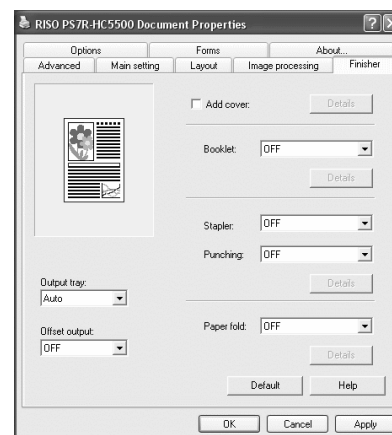 RISO PS7R-HC5500 Document Properties
Options Forms About...
Advanced Main setting Layout Image processing Finisher
Add cover: Details
Booklet: OFF
Details
Stapler: OFF
Punching: OFF
Details
Output tray:
Auto
Offset output:
OFF
Paper fold: OFF
Details
Default Help
OK Cancel Apply